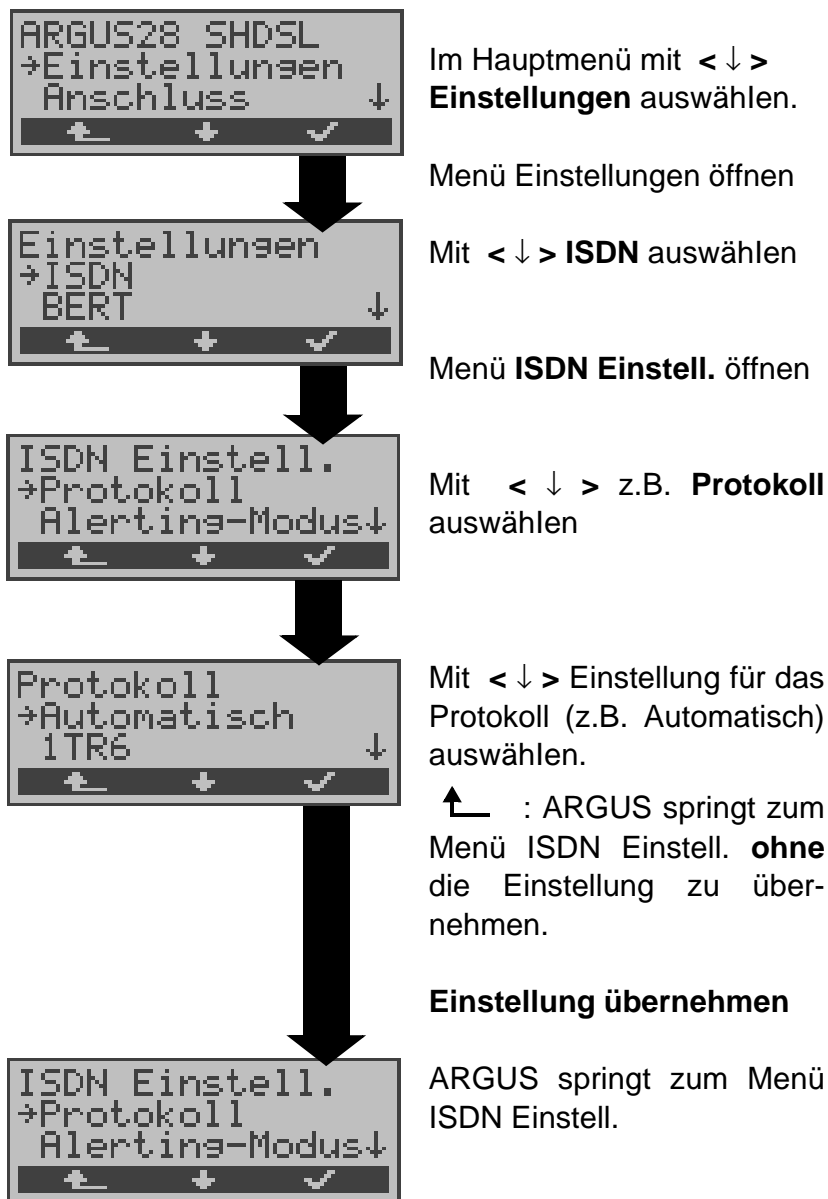 ARGUS28 SHDSL
→Einstellungen
Anschluss ↓
Im Hauptmenü mit < ↓ >
Einstellungen auswählen.
Menü Einstellungen öffnen
Einstellungen
→ISDN
BERT ↓
Mit < ↓ > ISDN auswählen
Menü ISDN Einstell. öffnen
ISDN Einstell.
→Protokoll
Alerting-Modus↓
Mit < ↓ > z.B. Protokoll
auswählen
Protokoll
→Automatisch
1TR6 ↓
Mit < ↓ > Einstellung für das
Protokoll (z.B. Automatisch)
auswählen.
: ARGUS springt zum
Menü ISDN Einstell. ohne
die Einstellung zu über-
nehmen.
Einstellung übernehmen
ISDN Einstell.
→Protokoll
Alerting-Modus↓
ARGUS springt zum Menü
ISDN Einstell.